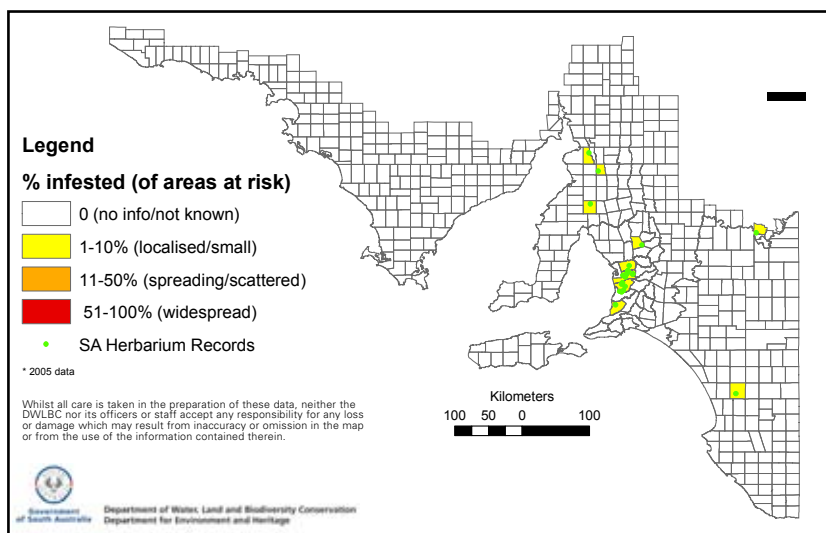 Legend
% infested (of areas at risk)
0 (no info/not known)
1-10% (localised/small)
11-50% (spreading/scattered)
51-100% (widespread)
SA Herbarium Records
* 2005 data
Whilst all care is taken in the preparation of these data, neither the
DWLBC nor its officers or staff accept any responsibility for any loss
or damage which may result from inaccuracy or omission in the map
or from the use of the information contained therein.
Kilometers
100 50 0 100
Government
of South Australia
Department of Water, Land and Biodiversity Conservation
Department for Environment and Heritage